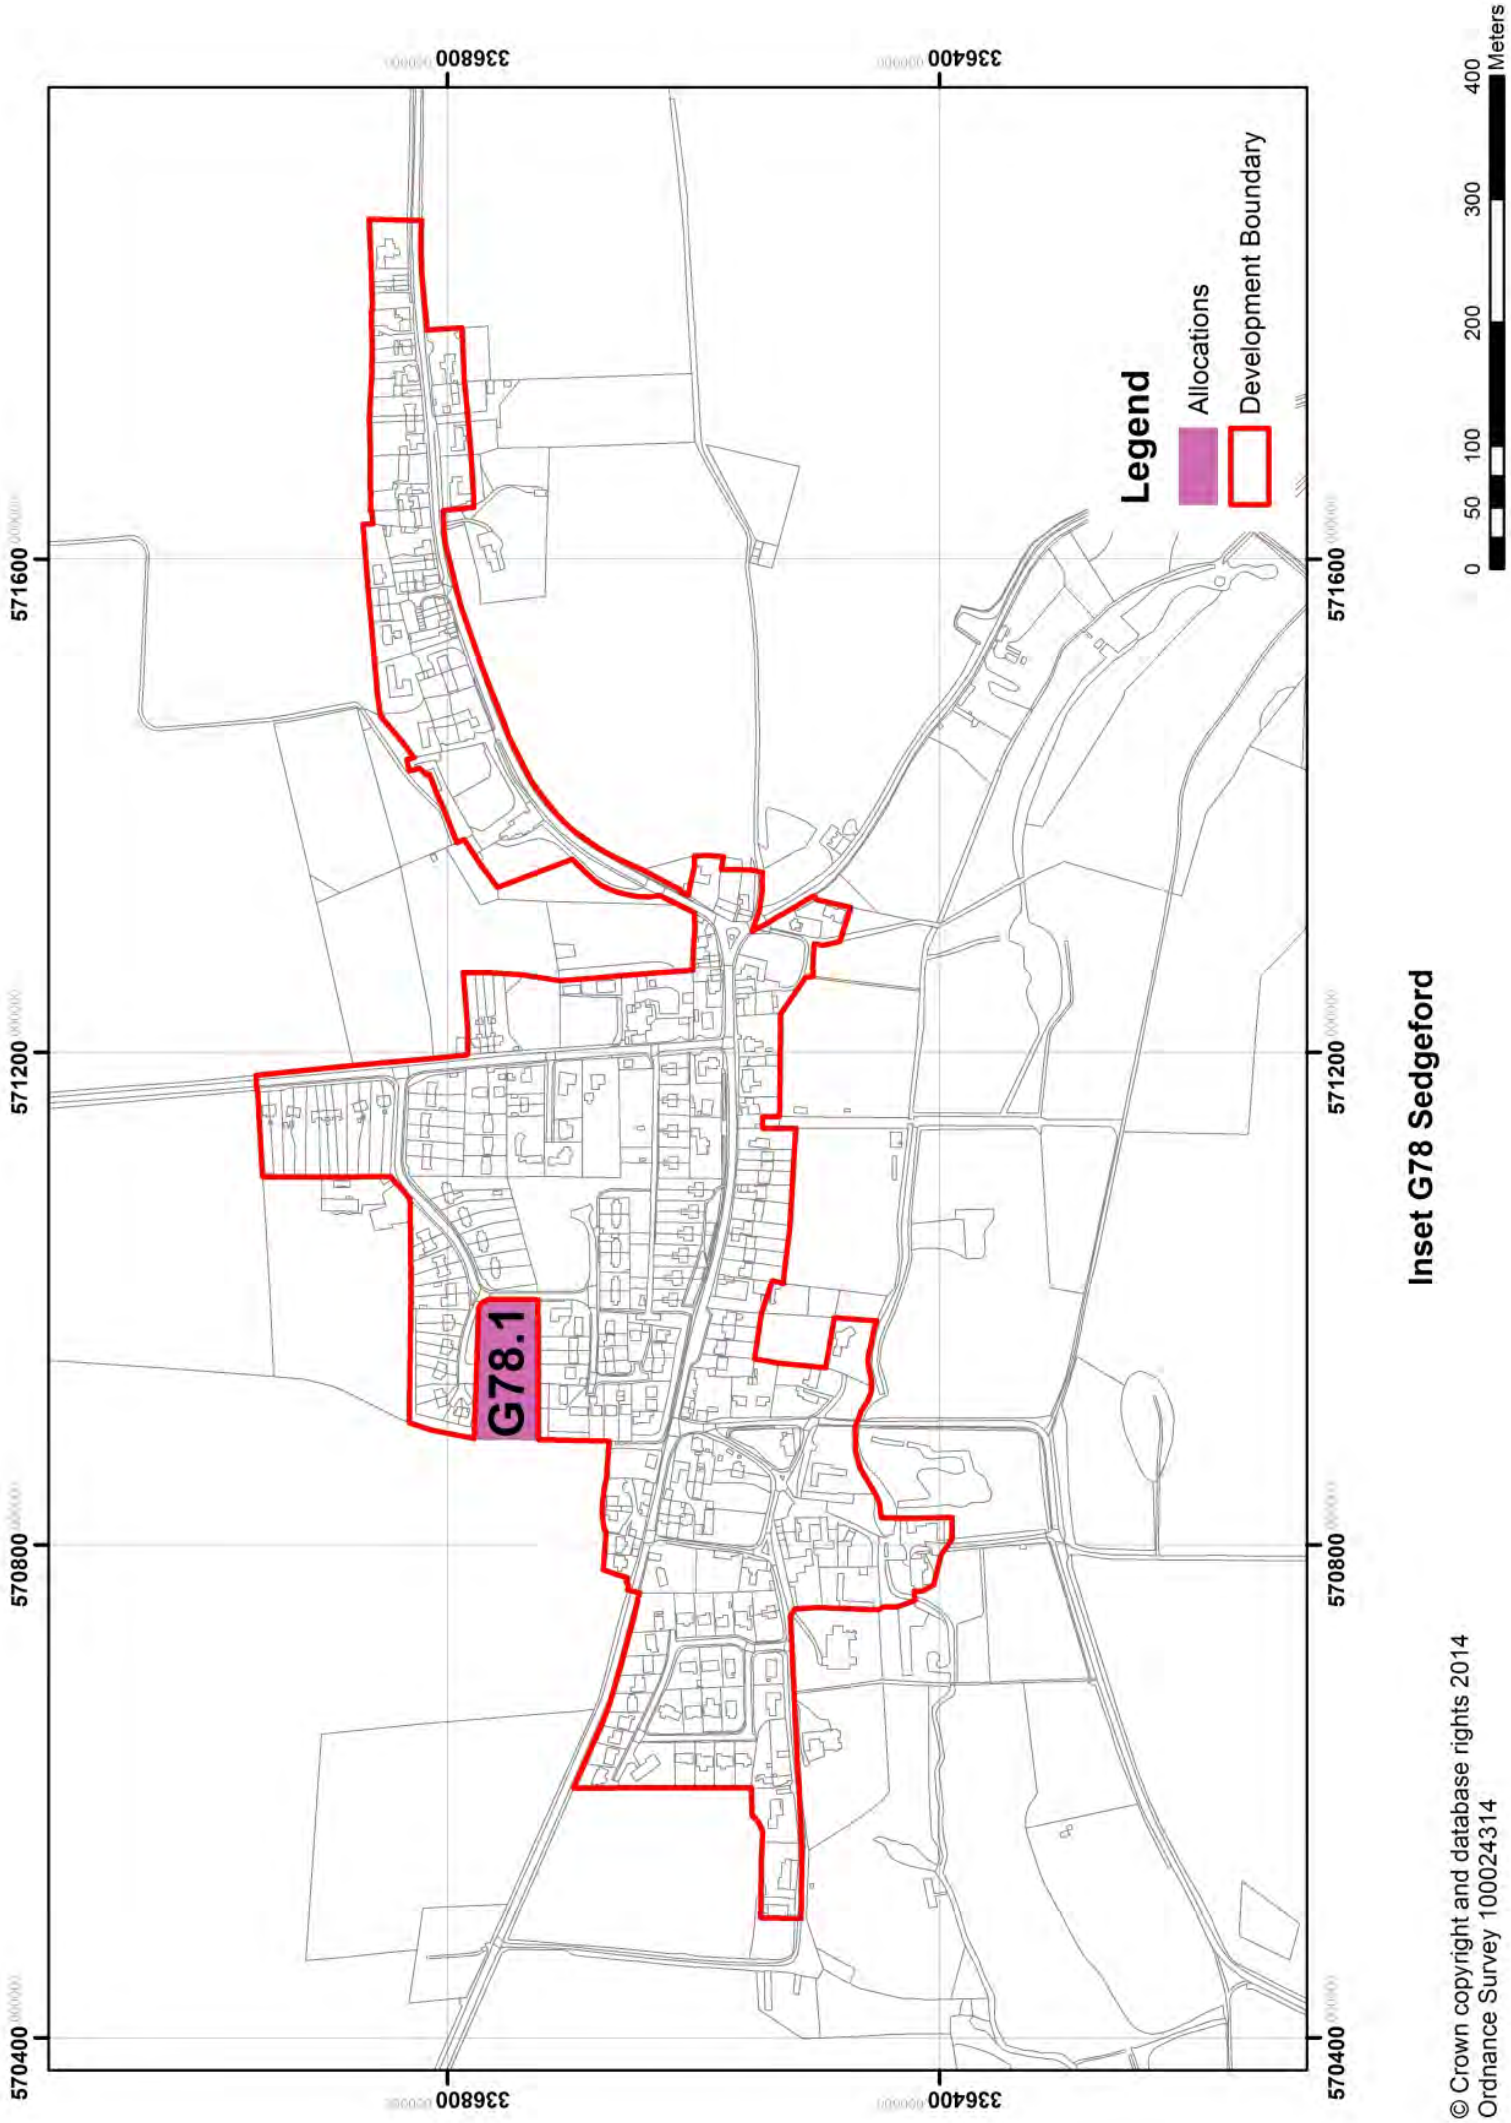 570400
570800
571200
571600
336800
336800
336400
336400
G78.1
Legend
Allocations
Development Boundary
570400
570800
571200
571600
Inset G78 Sedgeford
© Crown copyright and database rights 2014
Ordnance Survey 100024314
0 50 100 200 300 400
Meters